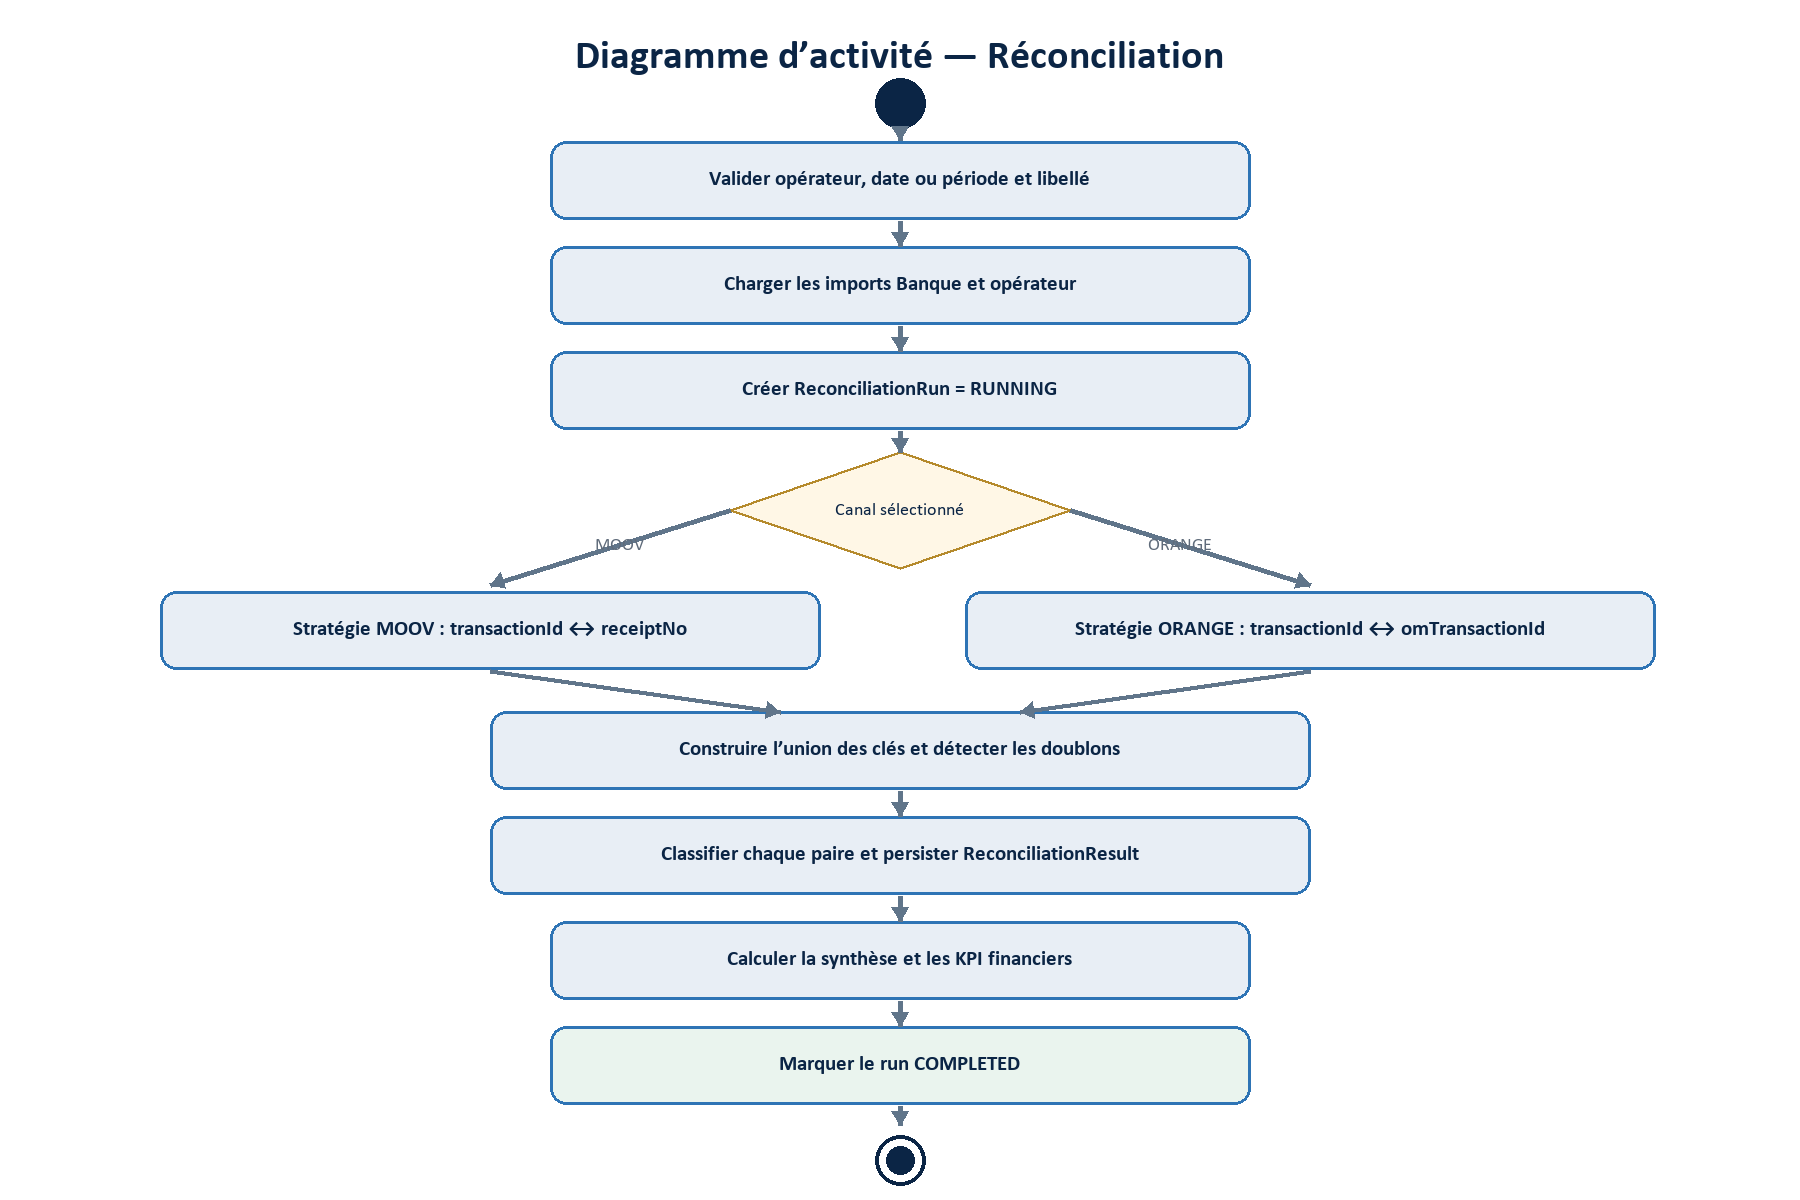 Diagramme d’activité — Réconciliation
Valider opérateur, date ou période et libellé
Charger les imports Banque et opérateur
Créer ReconciliationRun = RUNNING
Canal sélectionné
MOOV
ORANGE
Stratégie MOOV : transactionId ↔ receiptNo
Stratégie ORANGE : transactionId ↔ omTransactionId
Construire l’union des clés et détecter les doublons
Classifier chaque paire et persister ReconciliationResult
Calculer la synthèse et les KPI financiers
Marquer le run COMPLETED